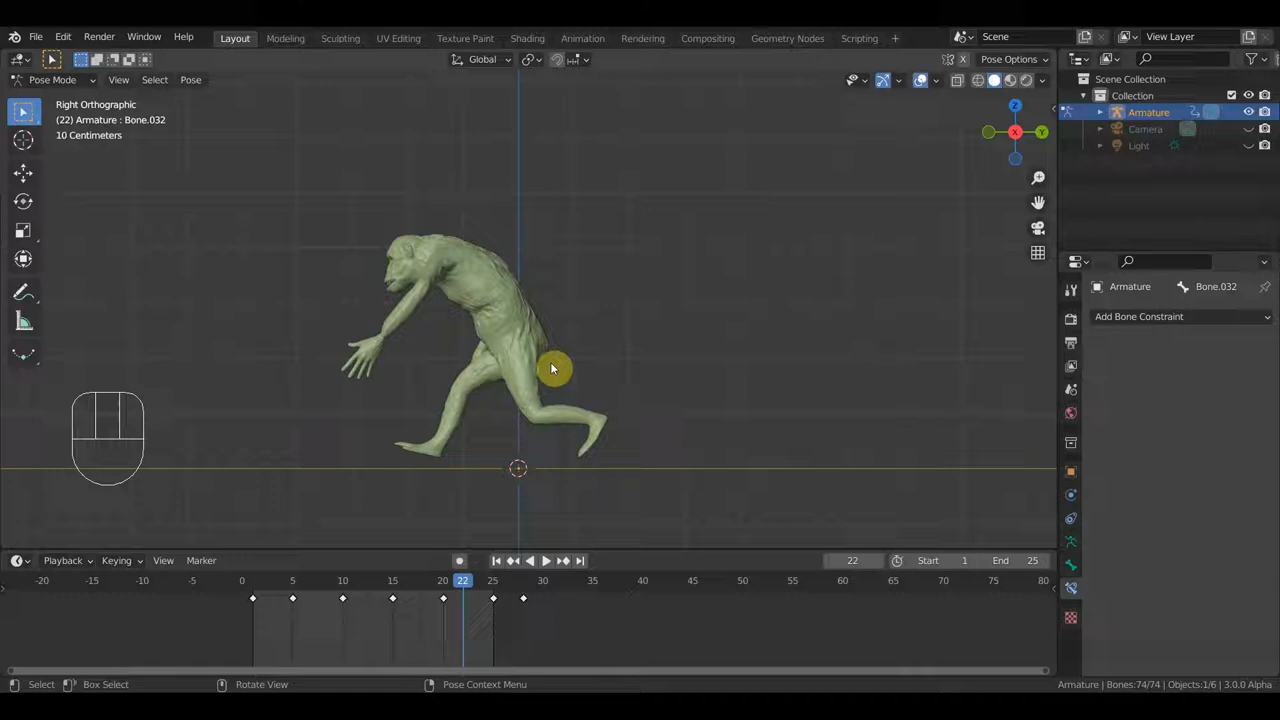 File Edit Render Window Help Layout Modeling Sculpting UV Editing Texture Paint Shading Animation Rendering Compositing Geometry Nodes Scripting + Scene View Layer
Global Pose Options
Pose Mode View Select Pose
Right Orthographic
(22) Armature : Bone.032
10 Centimeters
Z
X
Y
Scene Collection
Collection
Armature
Camera
Light
Armature Bone.032
Add Bone Constraint
Playback Keying View Marker 22 Start 1 End 25
-20 -15 -10 -5 0 5 10 15 20 22 25 30 35 40 45 50 55 60 65 70 75 80
Select Box Select Rotate View Pose Context Menu Armature | Bones:74/74 | Objects:1/6 | 3.0.0 Alpha